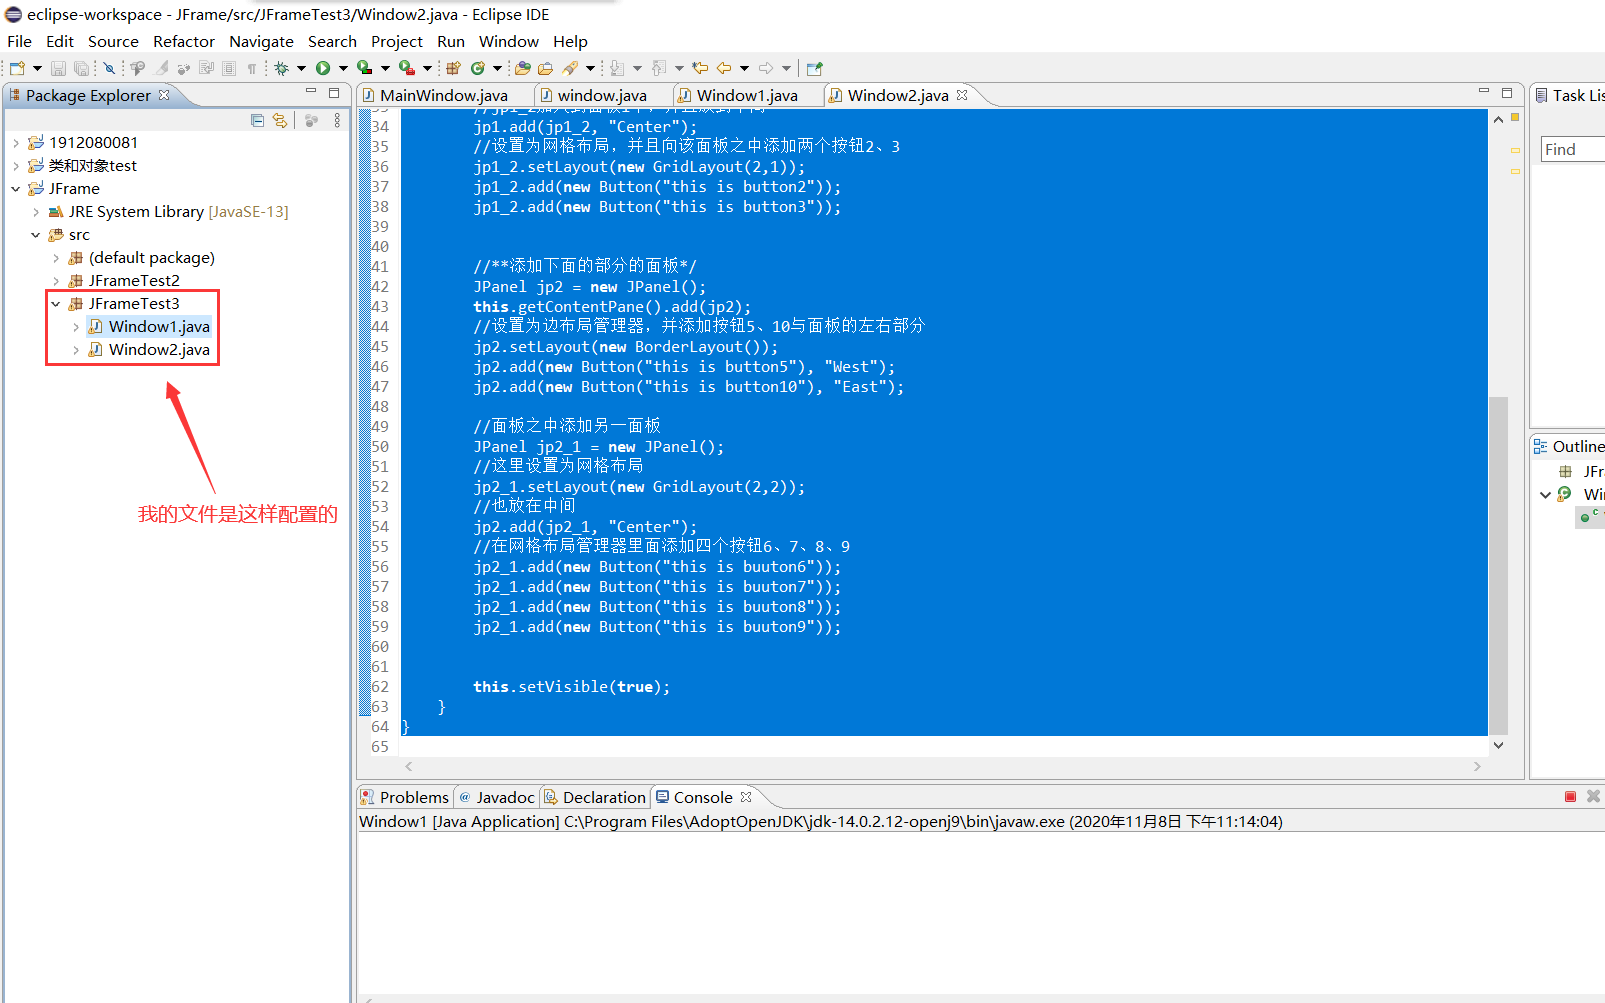 eclipse-workspace - JFrame/src/JFrameTest3/Window2.java - Eclipse IDE
File Edit Source Refactor Navigate Search Project Run Window Help
Package Explorer
1912080081
类和对象test
JFrame
JRE System Library [JavaSE-13]
src
(default package)
JFrameTest2
JFrameTest3
Window1.java
Window2.java
我的文件是这样配置的
MainWindow.java window.java Window1.java Window2.java
34 jp1.add(jp1_2, "Center");
35 //设置为网格布局，并且向该面板之中添加两个按钮2、3
36 jp1_2.setLayout(new GridLayout(2,1));
37 jp1_2.add(new Button("this is button2"));
38 jp1_2.add(new Button("this is button3"));
39
40
41 //**添加下面的部分的面板*/
42 JPanel jp2 = new JPanel();
43 this.getContentPane().add(jp2);
44 //设置为边布局管理器，并添加按钮5、10与面板的左右部分
45 jp2.setLayout(new BorderLayout());
46 jp2.add(new Button("this is button5"), "West");
47 jp2.add(new Button("this is button10"), "East");
48
49 //面板之中添加另一面板
50 JPanel jp2_1 = new JPanel();
51 //这里设置为网格布局
52 jp2_1.setLayout(new GridLayout(2,2));
53 //也放在中间
54 jp2.add(jp2_1, "Center");
55 //在网格布局管理器里面添加四个按钮6、7、8、9
56 jp2_1.add(new Button("this is buuton6"));
57 jp2_1.add(new Button("this is buuton7"));
58 jp2_1.add(new Button("this is buuton8"));
59 jp2_1.add(new Button("this is buuton9"));
60
61
62 this.setVisible(true);
63 }
64 }
65
Task Lis
Find
Outline
JFr
Wi
Problems @ Javadoc Declaration Console
Window1 [Java Application] C:\Program Files\AdoptOpenJDK\jdk-14.0.2.12-openj9\bin\javaw.exe (2020年11月8日 下午11:14:04)